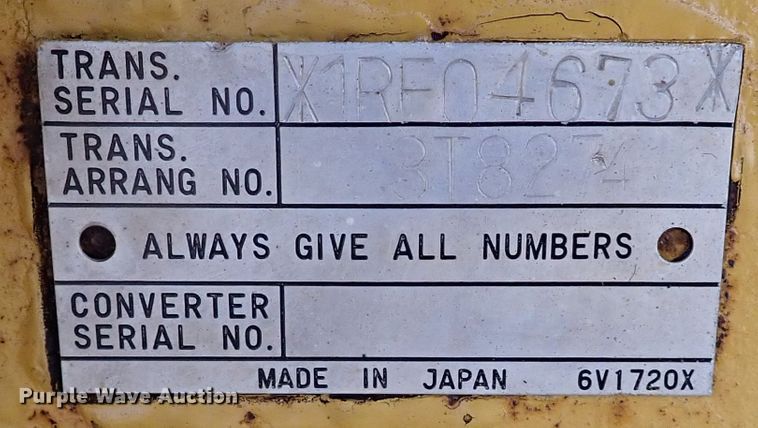 TRANS.
SERIAL NO. X1RF04673X
TRANS.
ARRANG NO. 3T8274
ALWAYS GIVE ALL NUMBERS
CONVERTER
SERIAL NO.
MADE IN JAPAN 6V1720X
Purple Wave Auction